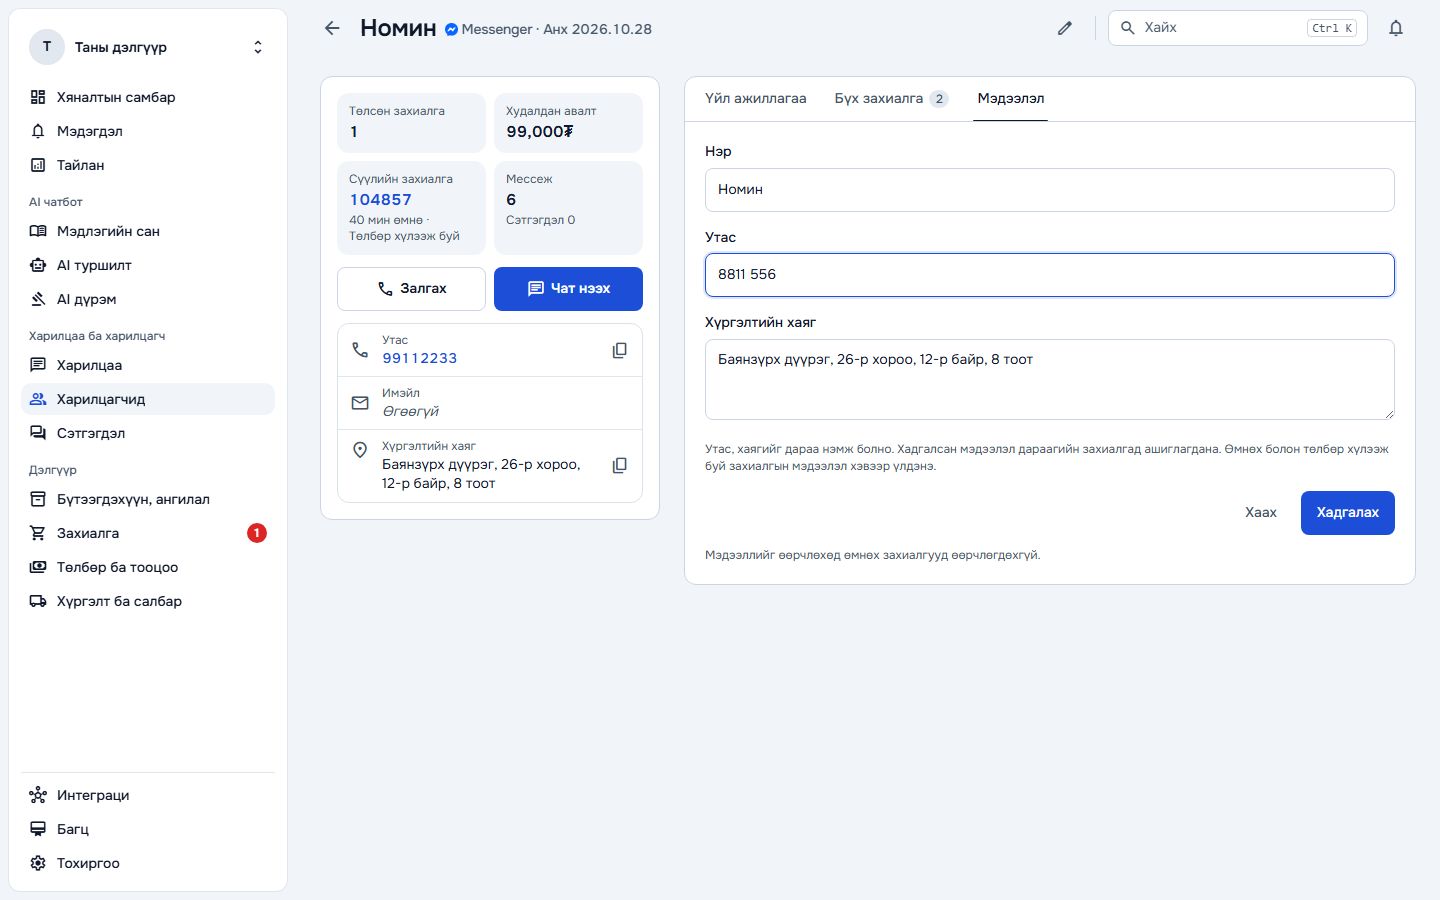 Т
Таны дэлгүүр
Хяналтын самбар
Мэдэгдэл
Тайлан
AI чатбот
Мэдлэгийн сан
AI туршилт
AI дүрэм
Харилцаа ба харилцагч
Харилцаа
Харилцагчид
Сэтгэгдэл
Дэлгүүр
Бүтээгдэхүүн, ангилал
Захиалга
1
Төлбөр ба тооцоо
Хүргэлт ба салбар
Интеграци
Багц
Тохиргоо
Номин
Messenger · Анх 2026.10.28
Хайх
Ctrl K
Төлсөн захиалга
1
Худалдан авалт
99,000₮
Сүүлийн захиалга
104857
40 мин өмнө ·
Төлбөр хүлээж буй
Мессеж
6
Сэтгэгдэл 0
Залгах
Чат нээх
Утас
99112233
Имэйл
Өгөөгүй
Хүргэлтийн хаяг
Баянзүрх дүүрэг, 26-р хороо,
12-р байр, 8 тоот
Үйл ажиллагаа
Бүх захиалга 2
Мэдээлэл
Нэр
Номин
Утас
8811 556
Хүргэлтийн хаяг
Баянзүрх дүүрэг, 26-р хороо, 12-р байр, 8 тоот
Утас, хаягийг дараа нэмж болно. Хадгалсан мэдээлэл дараагийн захиалгад ашиглагдана. Өмнөх болон төлбөр хүлээж
буй захиалгын мэдээлэл хэвээр үлдэнэ.
Хаах
Хадгалах
Мэдээллийг өөрчлөхөд өмнөх захиалгууд өөрчлөгдөхгүй.